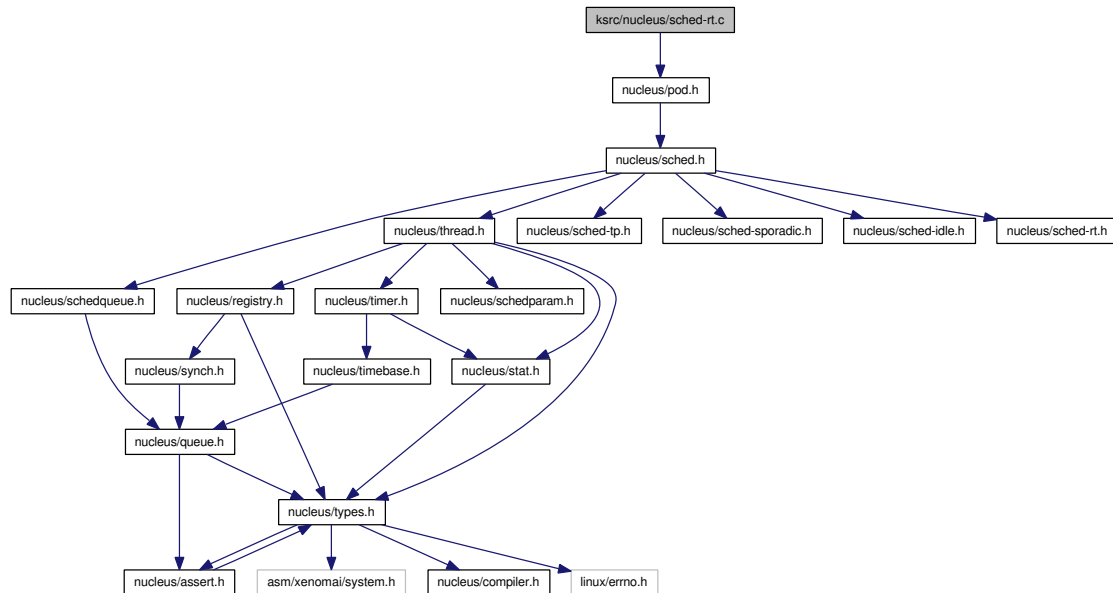 ksrc/nucleus/sched-rt.c
nucleus/pod.h
nucleus/sched.h
nucleus/thread.h
nucleus/sched-tp.h
nucleus/sched-sporadic.h
nucleus/sched-idle.h
nucleus/sched-rt.h
nucleus/schedqueue.h
nucleus/registry.h
nucleus/timer.h
nucleus/schedparam.h
nucleus/synch.h
nucleus/timebase.h
nucleus/stat.h
nucleus/queue.h
nucleus/types.h
nucleus/assert.h
asm/xenomai/system.h
nucleus/compiler.h
linux/errno.h